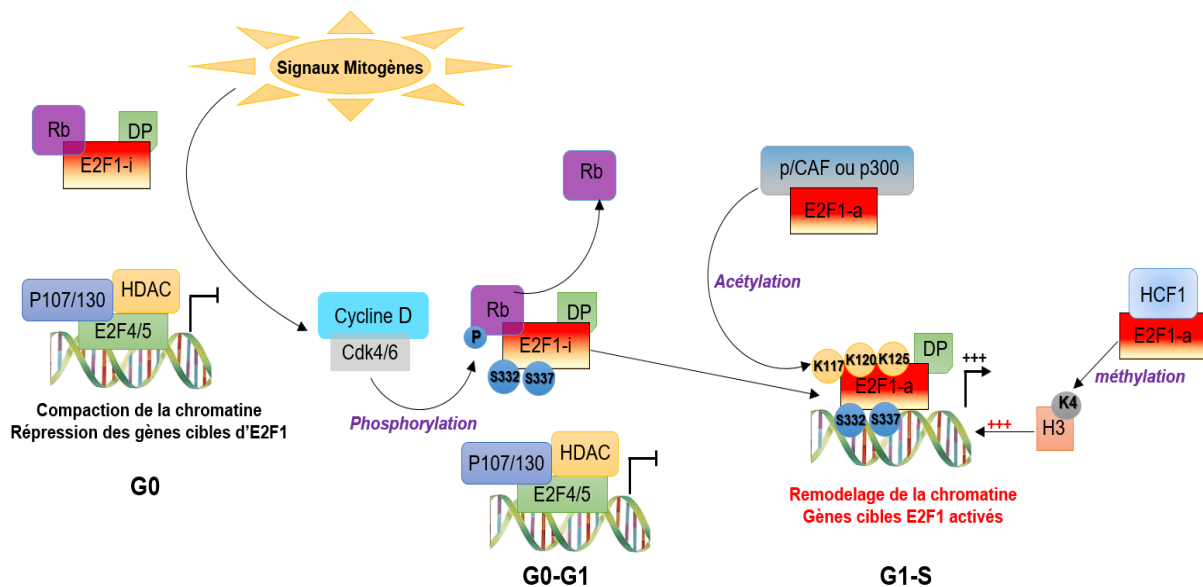 Signaux Mitogènes
Rb
DP
E2F1-i
P107/130
HDAC
E2F4/5
Compaction de la chromatine
Répression des gènes cibles d'E2F1
G0
Cycline D
Cdk4/6
Phosphorylation
Rb
Rb
DP
P
E2F1-i
S332
S337
P107/130
HDAC
E2F4/5
G0-G1
p/CAF ou p300
E2F1-a
Acétylation
K117
K120
K125
DP
E2F1-a
+++
S332
S337
Remodelage de la chromatine
Gènes cibles E2F1 activés
G1-S
HCF1
E2F1-a
méthylation
K4
H3
+++